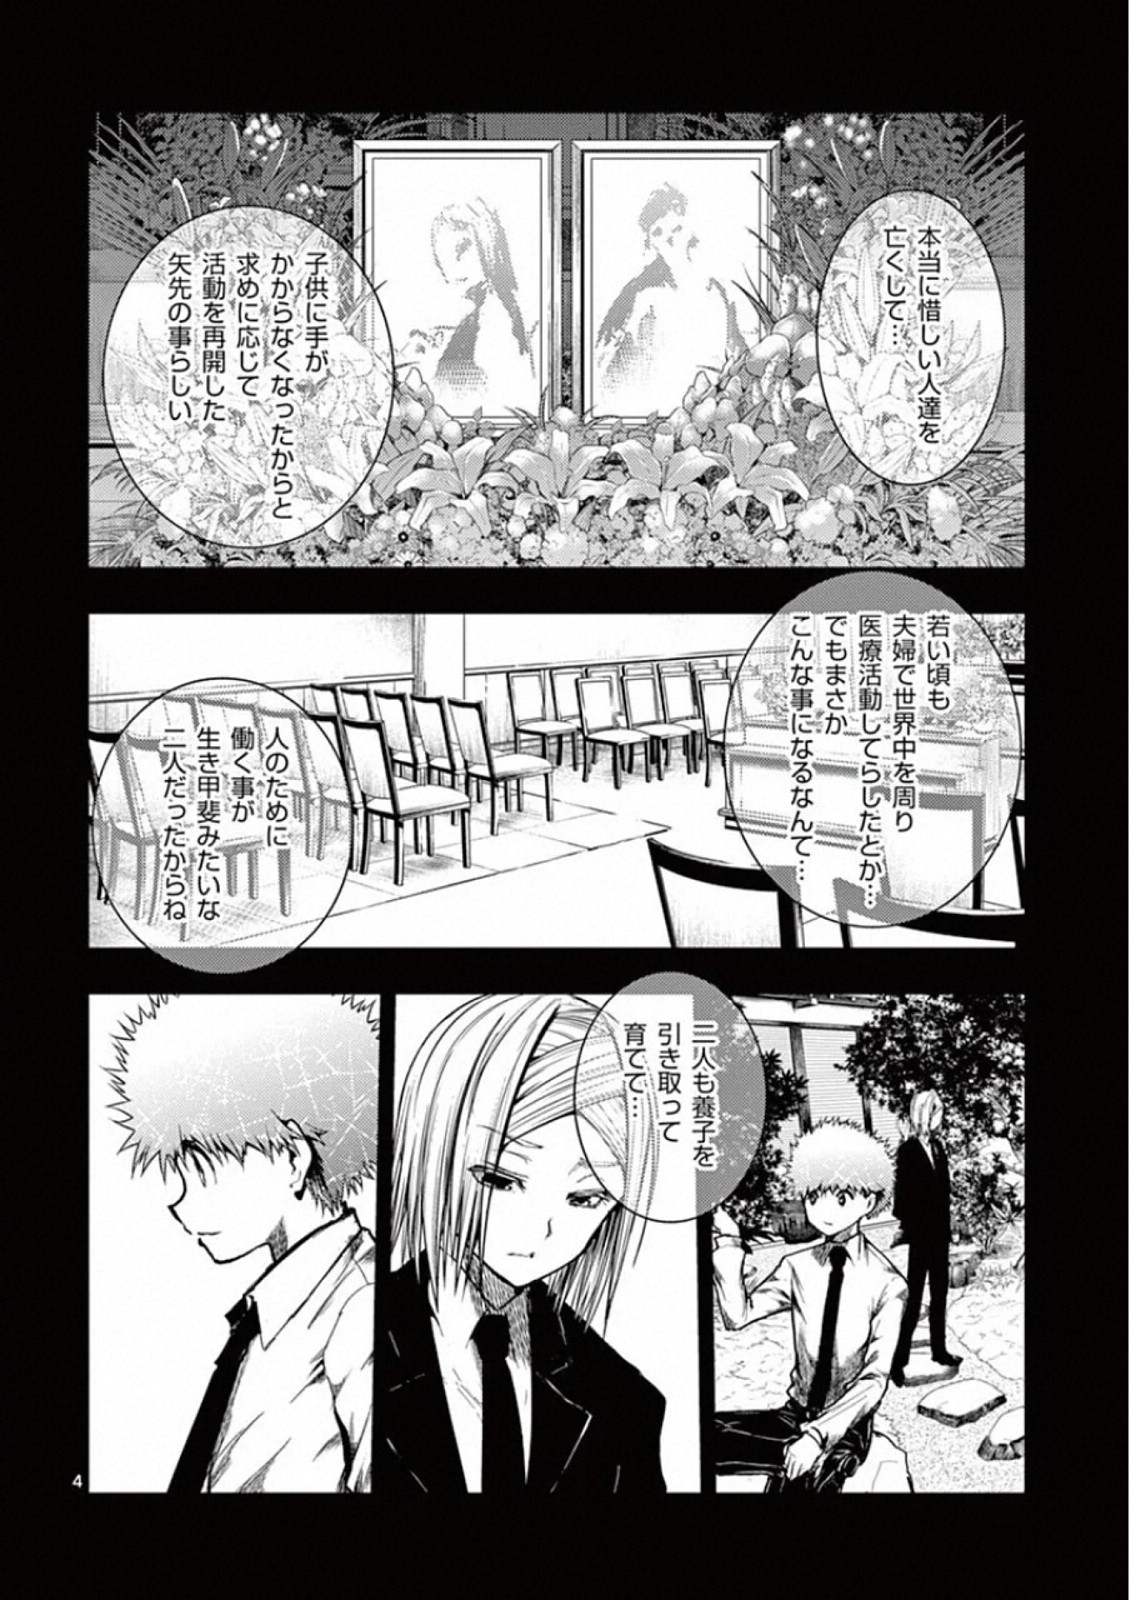 本当に惜しい人達を
亡くして…
子供に手が
かからなくなったからと
求めに応じて
活動を再開した
矢先の事らしい
若い頃も
夫婦で世界中を周り
医療活動してらしたとか…
でもまさか
こんな事になるなんて…
人のために
働く事が
生き甲斐みたいな
二人だったからね
二人も養子を
引き取って
育てて…
4